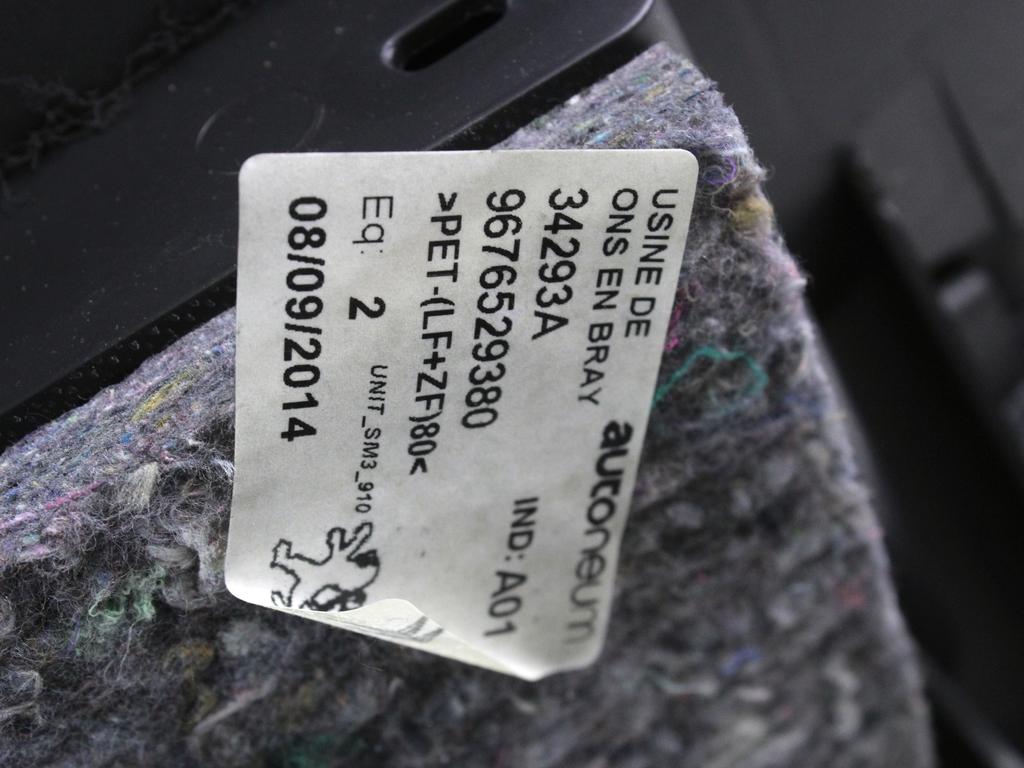 USINE DE
ONS EN BRAY autoneum
34293A
9676529380 IND: A01
>PET-(LF+ZF)80<
UNIT_SM3_910
Eq: 2
08/09/2014